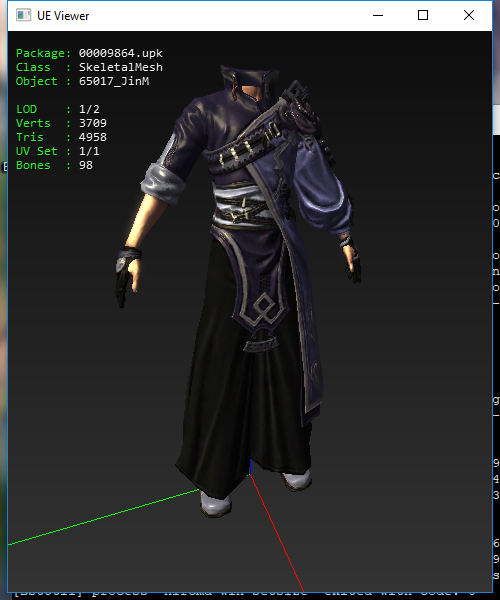 UE Viewer
Package: 00009864.upk
Class : SkeletalMesh
Object : 65017_JinM
LOD : 1/2
Verts : 3709
Tris : 4958
UV Set : 1/1
Bones : 98